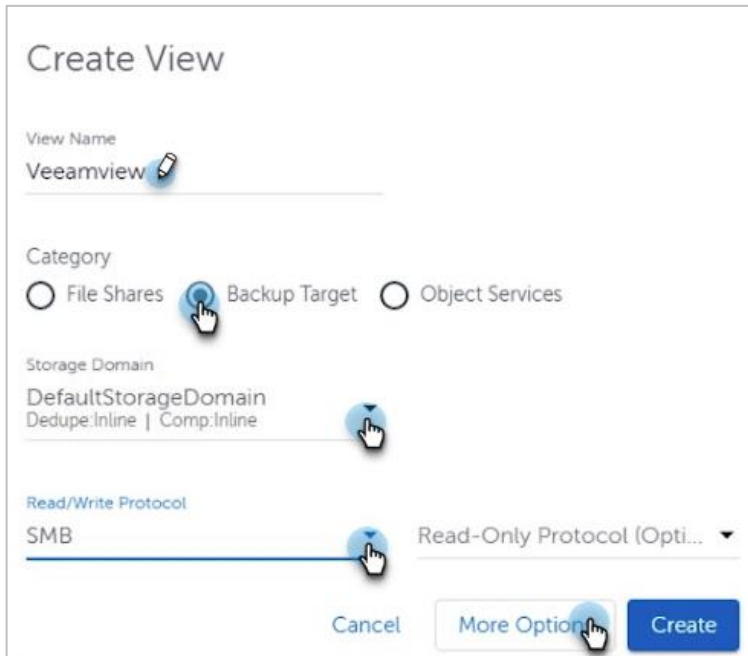 Create View
View Name
Veeamview
Category
File Shares Backup Target Object Services
Storage Domain
DefaultStorageDomain
Dedupe:Inline | Comp:Inline
Read/Write Protocol
SMB Read-Only Protocol (Opti...
Cancel More Option Create